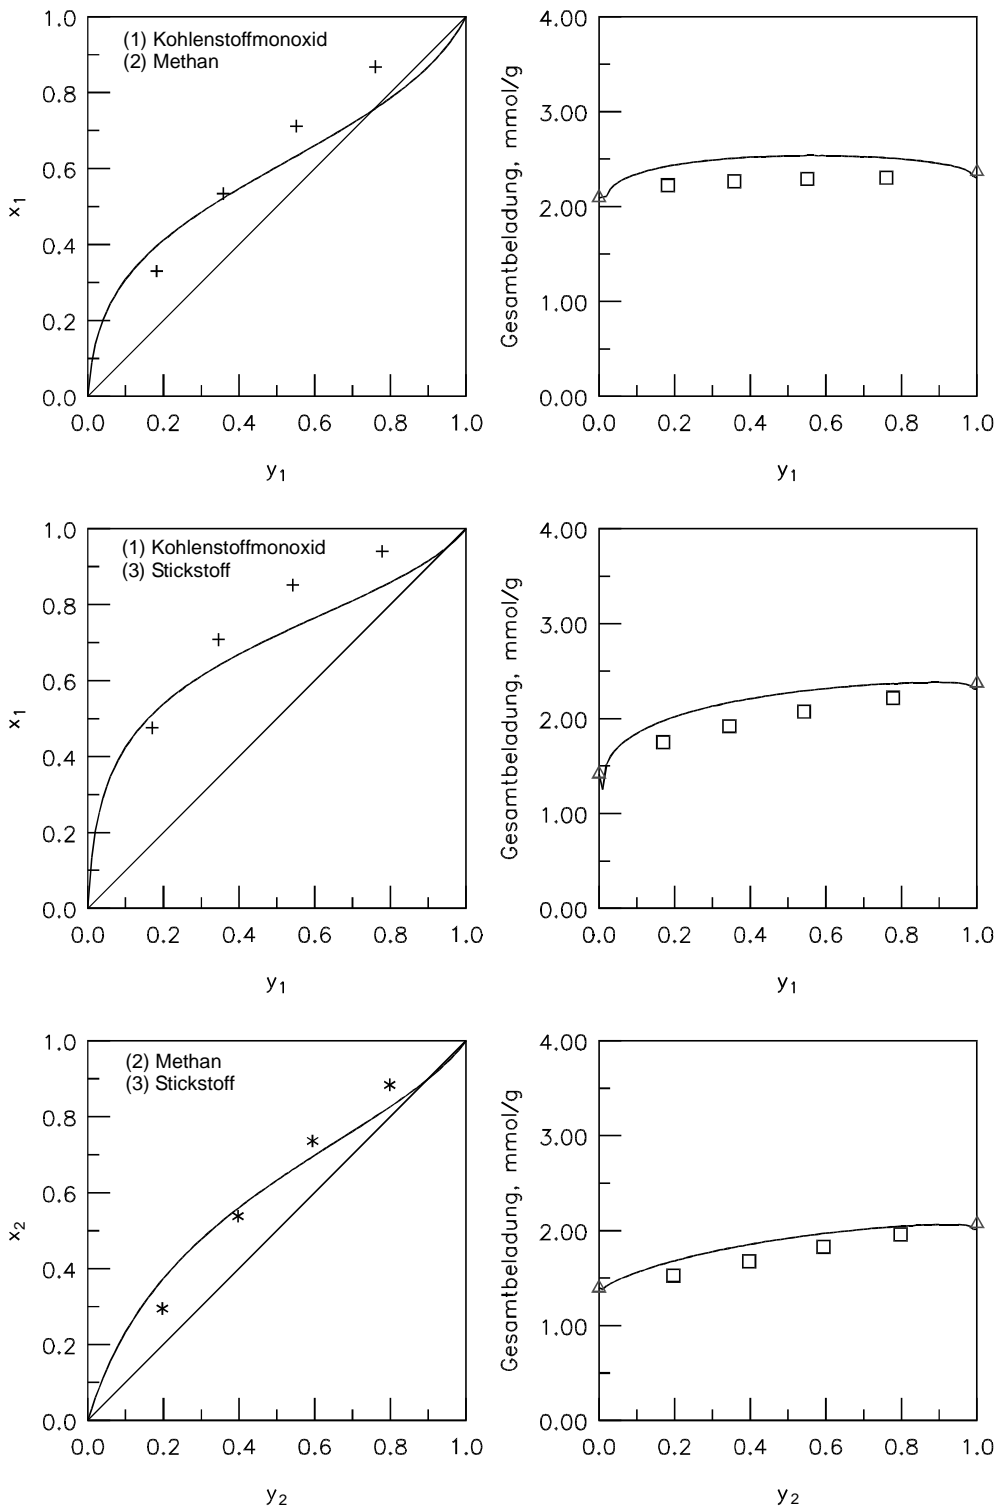 1.0
0.8
0.6
0.4
0.2
0.0
x1
(1) Kohlenstoffmonoxid
(2) Methan
0.0 0.2 0.4 0.6 0.8 1.0
y1
4.00
3.00
2.00
1.00
0.00
Gesamtbeladung, mmol/g
0.0 0.2 0.4 0.6 0.8 1.0
y1
1.0
0.8
0.6
0.4
0.2
0.0
x1
(1) Kohlenstoffmonoxid
(3) Stickstoff
0.0 0.2 0.4 0.6 0.8 1.0
y1
4.00
3.00
2.00
1.00
0.00
Gesamtbeladung, mmol/g
0.0 0.2 0.4 0.6 0.8 1.0
y1
1.0
0.8
0.6
0.4
0.2
0.0
x2
(2) Methan
(3) Stickstoff
0.0 0.2 0.4 0.6 0.8 1.0
y2
4.00
3.00
2.00
1.00
0.00
Gesamtbeladung, mmol/g
0.0 0.2 0.4 0.6 0.8 1.0
y2